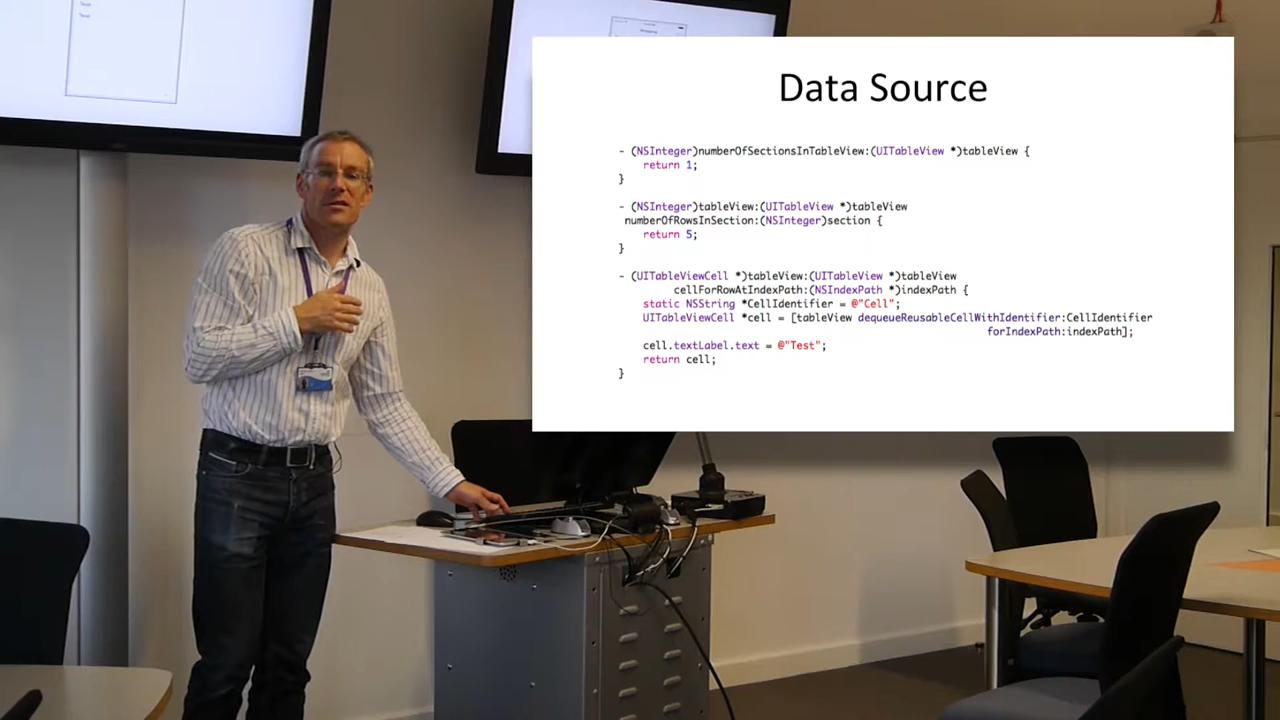 Data Source
- (NSInteger)numberOfSectionsInTableView:(UITableView *)tableView {
return 1;
}
- (NSInteger)tableView:(UITableView *)tableView
numberOfRowsInSection:(NSInteger)section {
return 5;
}
- (UITableViewCell *)tableView:(UITableView *)tableView
cellForRowAtIndexPath:(NSIndexPath *)indexPath {
static NSString *CellIdentifier = @"Cell";
UITableViewCell *cell = [tableView dequeueReusableCellWithIdentifier:CellIdentifier
forIndexPath:indexPath];
cell.textLabel.text = @"Test";
return cell;
}